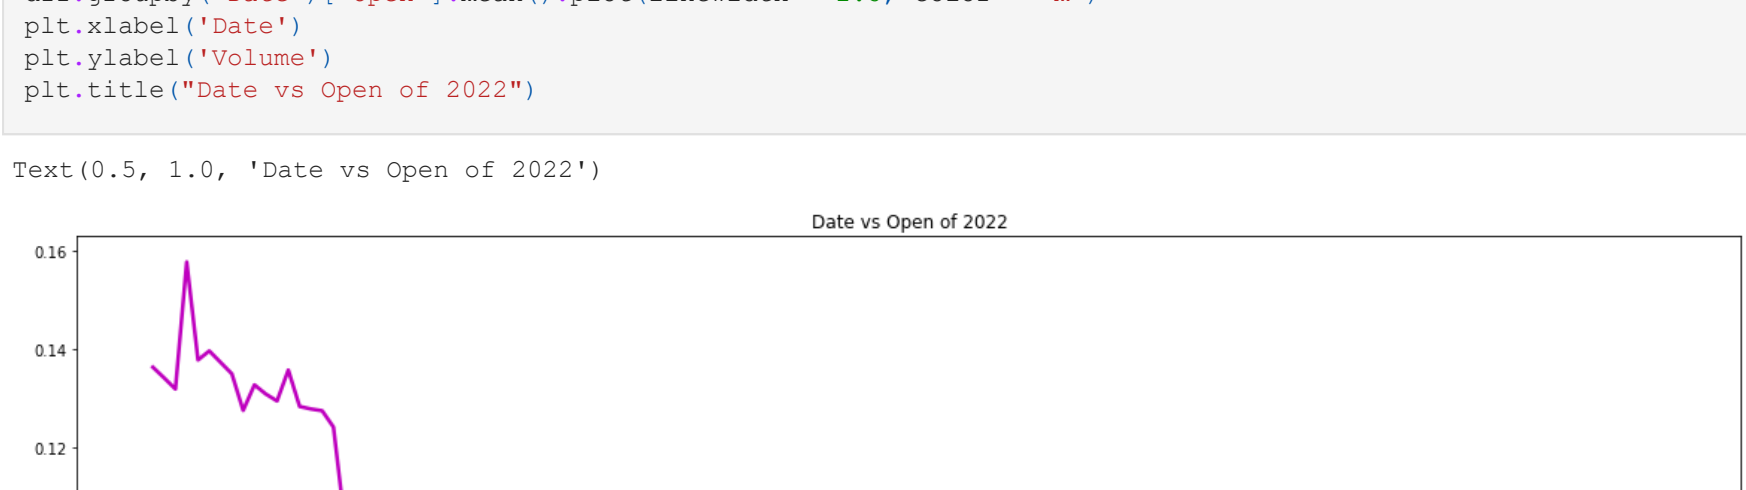 plt.xlabel('Date')
plt.ylabel('Volume')
plt.title("Date vs Open of 2022")
Text(0.5, 1.0, 'Date vs Open of 2022')
Date vs Open of 2022
0.16
0.14
0.12